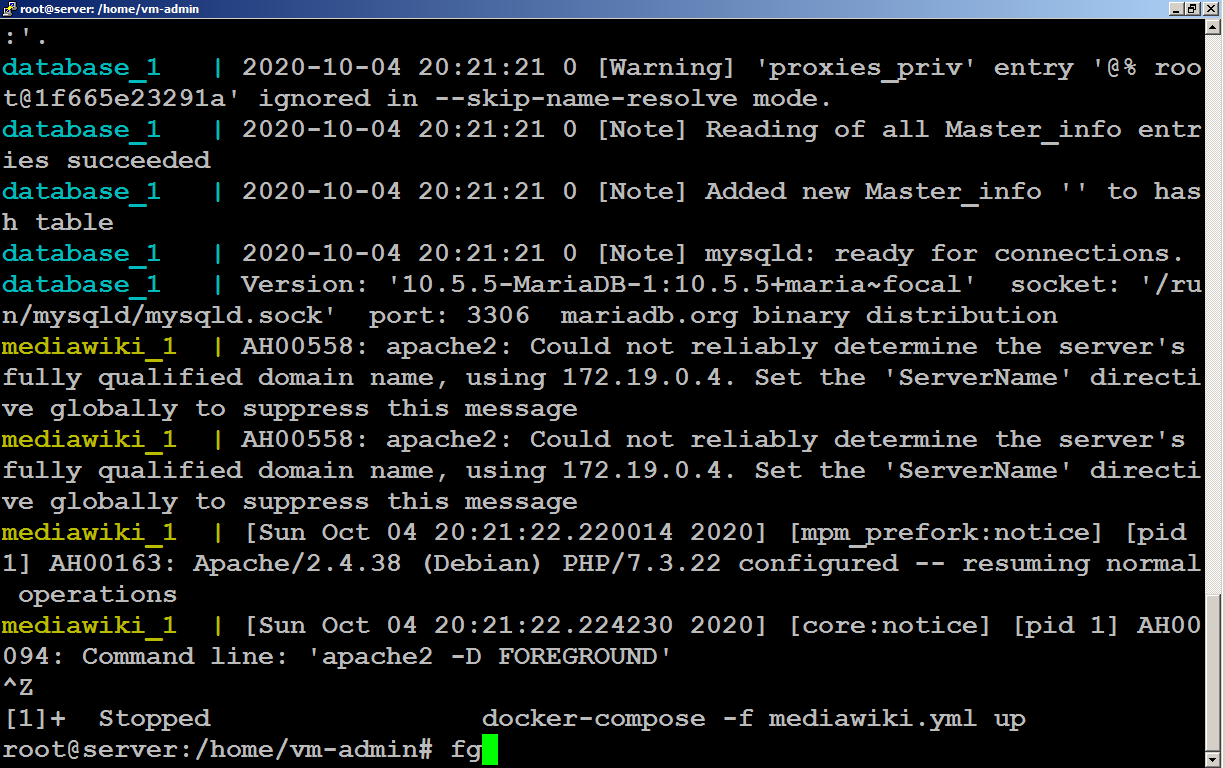 root@server: /home/vm-admin
:'.
database_1   | 2020-10-04 20:21:21 0 [Warning] 'proxies_priv' entry '@% roo
t@1f665e23291a' ignored in --skip-name-resolve mode.
database_1   | 2020-10-04 20:21:21 0 [Note] Reading of all Master_info entr
ies succeeded
database_1   | 2020-10-04 20:21:21 0 [Note] Added new Master_info '' to has
h table
database_1   | 2020-10-04 20:21:21 0 [Note] mysqld: ready for connections.
database_1   | Version: '10.5.5-MariaDB-1:10.5.5+maria~focal'  socket: '/ru
n/mysqld/mysqld.sock'  port: 3306  mariadb.org binary distribution
mediawiki_1  | AH00558: apache2: Could not reliably determine the server's
fully qualified domain name, using 172.19.0.4. Set the 'ServerName' directi
ve globally to suppress this message
mediawiki_1  | AH00558: apache2: Could not reliably determine the server's
fully qualified domain name, using 172.19.0.4. Set the 'ServerName' directi
ve globally to suppress this message
mediawiki_1  | [Sun Oct 04 20:21:22.220014 2020] [mpm_prefork:notice] [pid
1] AH00163: Apache/2.4.38 (Debian) PHP/7.3.22 configured -- resuming normal
 operations
mediawiki_1  | [Sun Oct 04 20:21:22.224230 2020] [core:notice] [pid 1] AH00
094: Command line: 'apache2 -D FOREGROUND'
^Z
[1]+  Stopped                 docker-compose -f mediawiki.yml up
root@server:/home/vm-admin# fg